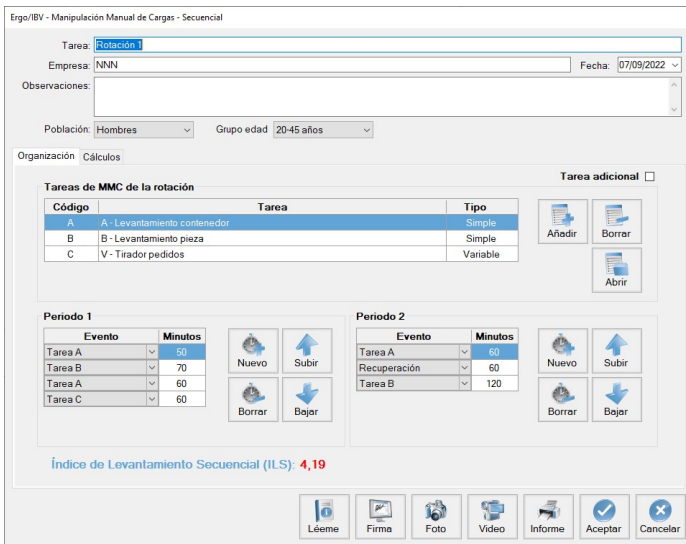 Ergo/IBV - Manipulación Manual de Cargas - Secuencial
Tarea: Rotación 1
Empresa: NNN Fecha: 07/09/2022
Observaciones:
Población: Hombres Grupo edad 20-45 años
Organización Cálculos
Tarea adicional
Tareas de MMC de la rotación
Código Tarea Tipo
A A - Levantamiento contenedor Simple
B B - Levantamiento pieza Simple
C V - Tirador pedidos Variable
Añadir Borrar
Abrir
Periodo 1
Evento Minutos
Tarea A 50
Tarea B 70
Tarea A 60
Tarea C 60
Nuevo Subir
Borrar Bajar
Periodo 2
Evento Minutos
Tarea A 60
Recuperación 60
Tarea B 120
Nuevo Subir
Borrar Bajar
Índice de Levantamiento Secuencial (ILS): 4,19
Léeme Firma Foto Video Informe Aceptar Cancelar